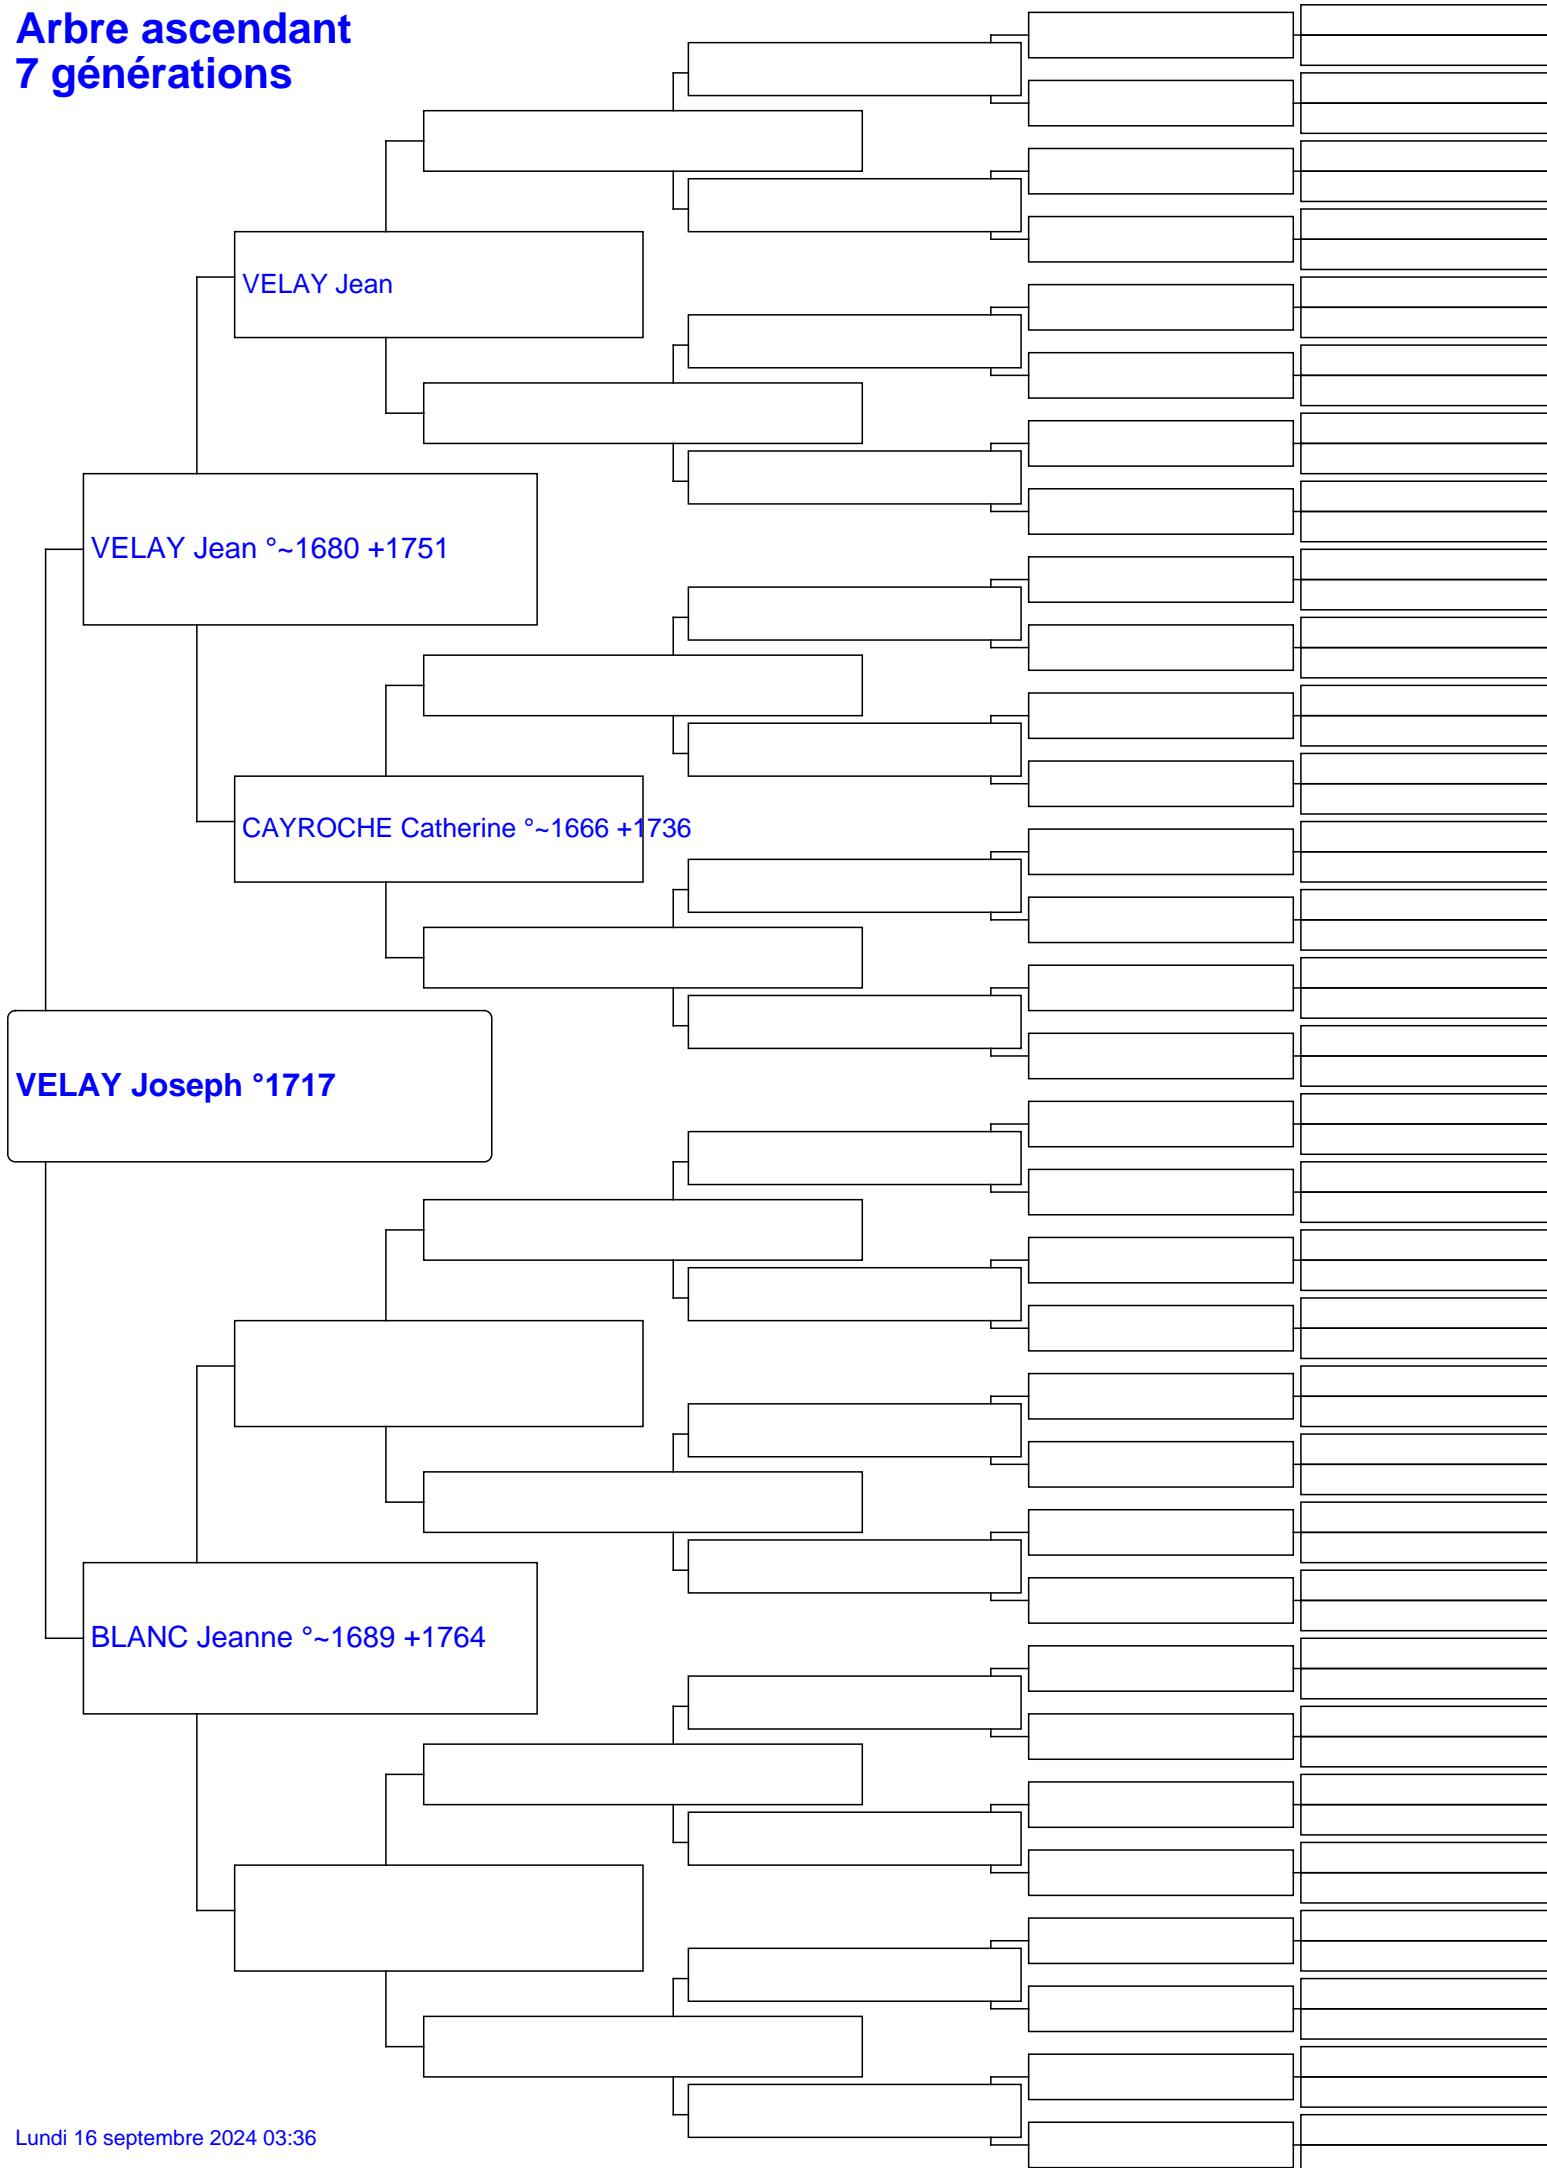 Arbre ascendant
7 générations
VELAY Jean
VELAY Jean °~1680 +1751
CAYROCHE Catherine °~1666 +1736
VELAY Joseph °1717
BLANC Jeanne °~1689 +1764
Lundi 16 septembre 2024 03:36